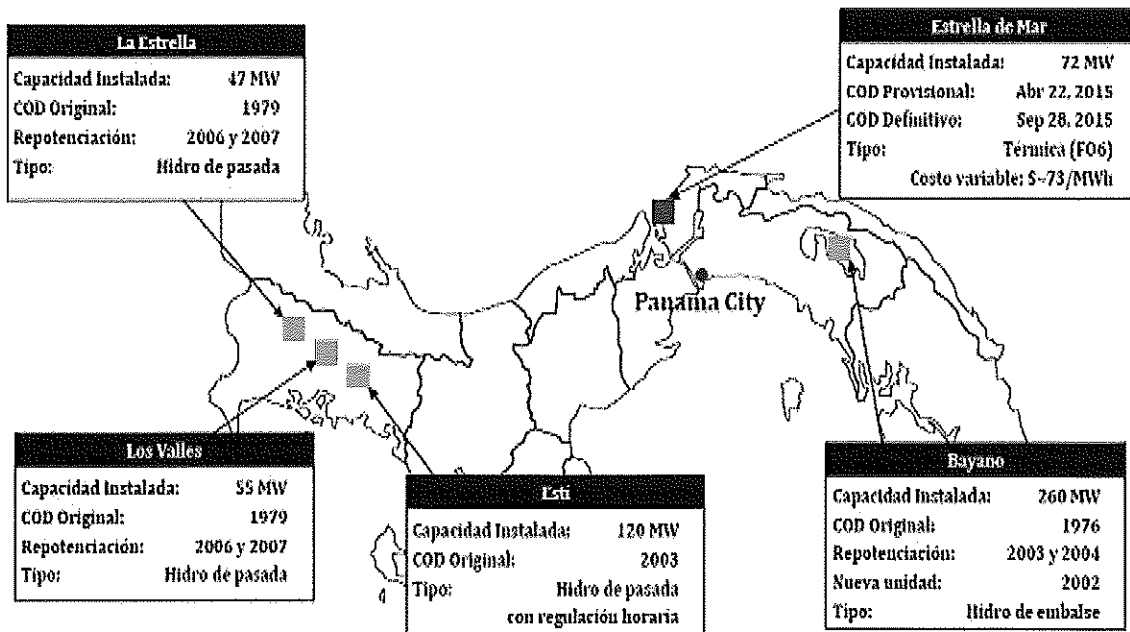 La Estrella
Capacidad Instalada: 47 MW
COD Original: 1979
Repotenciación: 2006 y 2007
Tipo: Hidro de pasada
Estrella de Mar
Capacidad Instalada: 72 MW
COD Provisional: Abr 22, 2015
COD Definitivo: Sep 28, 2015
Tipo: Térmica (FO6)
Costo variable: $~73/MWh
Panama City
Los Valles
Capacidad Instalada: 55 MW
COD Original: 1979
Repotenciación: 2006 y 2007
Tipo: Hidro de pasada
Esti
Capacidad Instalada: 120 MW
COD Original: 2003
Tipo: Hidro de pasada
con regulación horaria
Bayano
Capacidad Instalada: 260 MW
COD Original: 1976
Repotenciación: 2003 y 2004
Nueva unidad: 2002
Tipo: Hidro de embalse